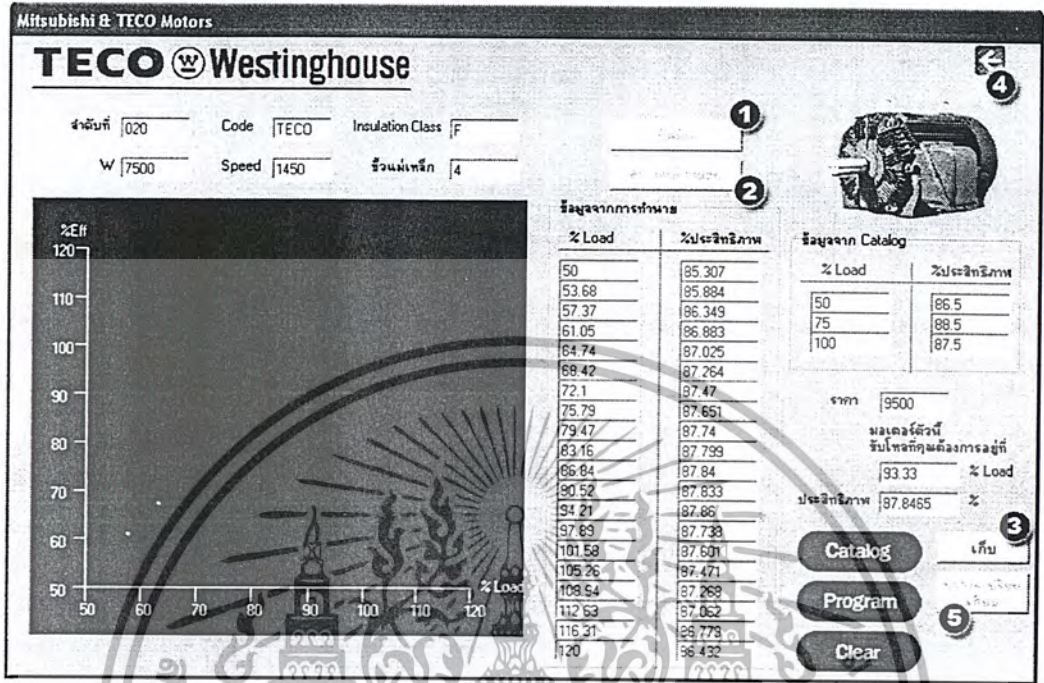 Mitsubishi & TECO Motors
TECO W Westinghouse
4
ลำดับที่ 020 Code TECO Insulation Class F
W 7500 Speed 1450 ขั้วแม่เหล็ก 4
1
2
%Eff
120
110
100
90
80
70
60
50
50 60 70 80 90 100 110 120
% Load
ข้อมูลจากการทำนาย
% Load %ประสิทธิภาพ
50 85.307
53.68 85.884
57.37 86.349
61.05 86.883
64.74 87.025
68.42 87.264
72.1 87.47
75.79 87.651
79.47 87.74
83.16 87.799
86.84 87.84
90.52 87.833
94.21 87.86
97.89 87.738
101.58 87.601
105.26 87.471
108.94 87.268
112.63 87.062
116.31 86.779
120 86.432
ข้อมูลจาก Catalog
% Load %ประสิทธิภาพ
50 86.5
75 88.5
100 87.5
ราคา 9500
มอเตอร์ตัวนี้
รับโหลดที่คุณต้องการอยู่ที่
93.33 % Load
ประสิทธิภาพ 87.8465 %
3
Catalog เก็บ
Program
5
Clear